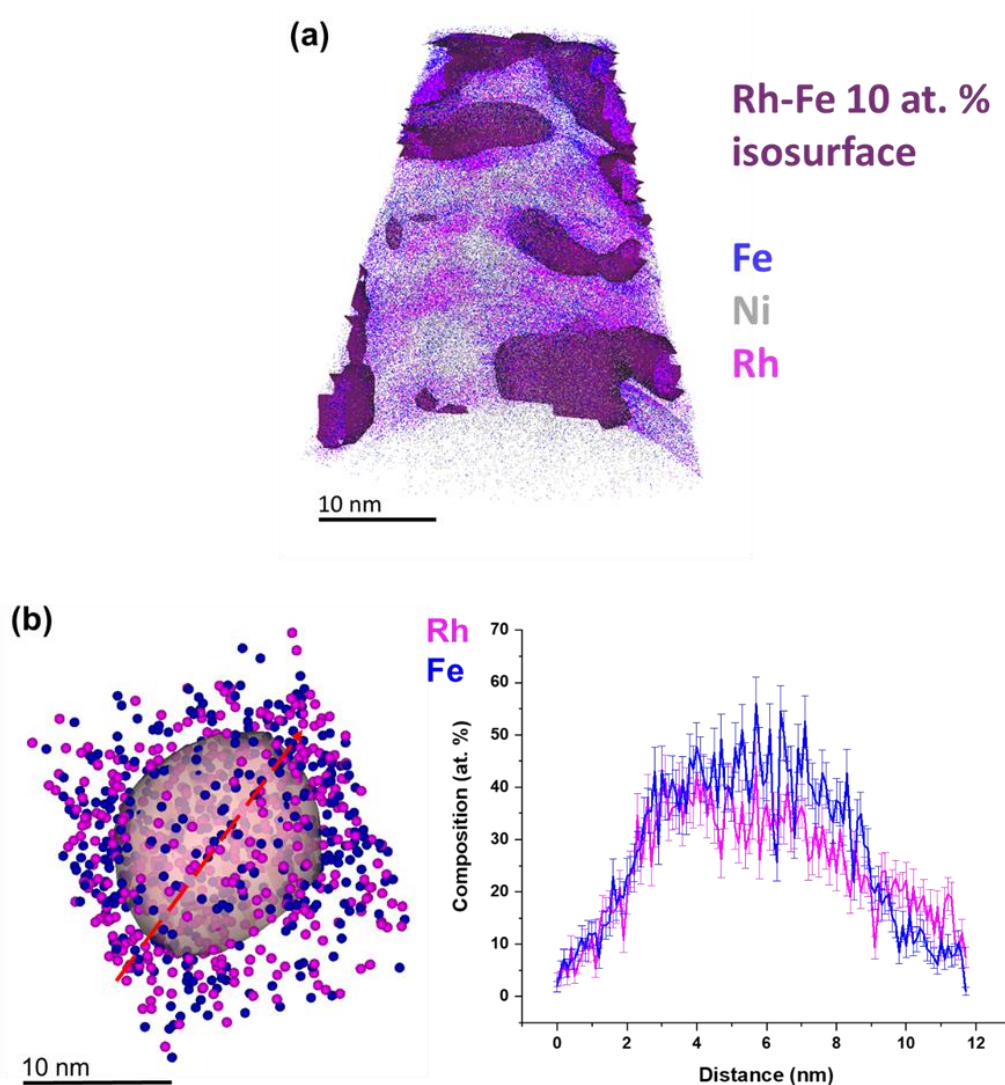 (a)
Rh-Fe 10 at. %
isosurface
Fe
Ni
Rh
10 nm
(b)
Rh
Fe
10 nm
Composition (at. %)
70
60
50
40
30
20
10
0
0 2 4 6 8 10 12
Distance (nm)